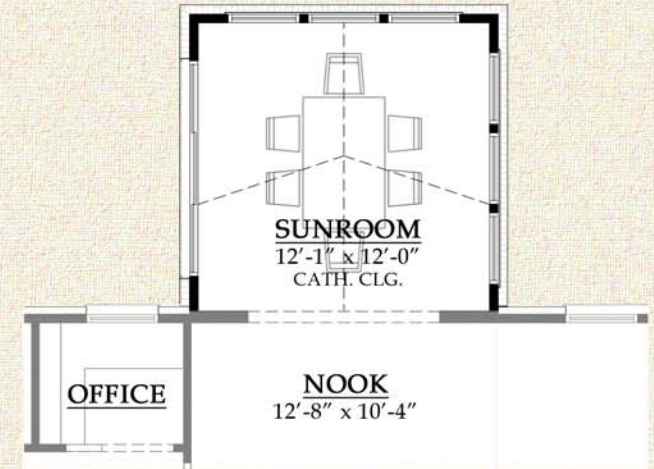 SUNROOM
12'-1" x 12'-0"
CATH. CLG.
OFFICE
NOOK
12'-8" x 10'-4"